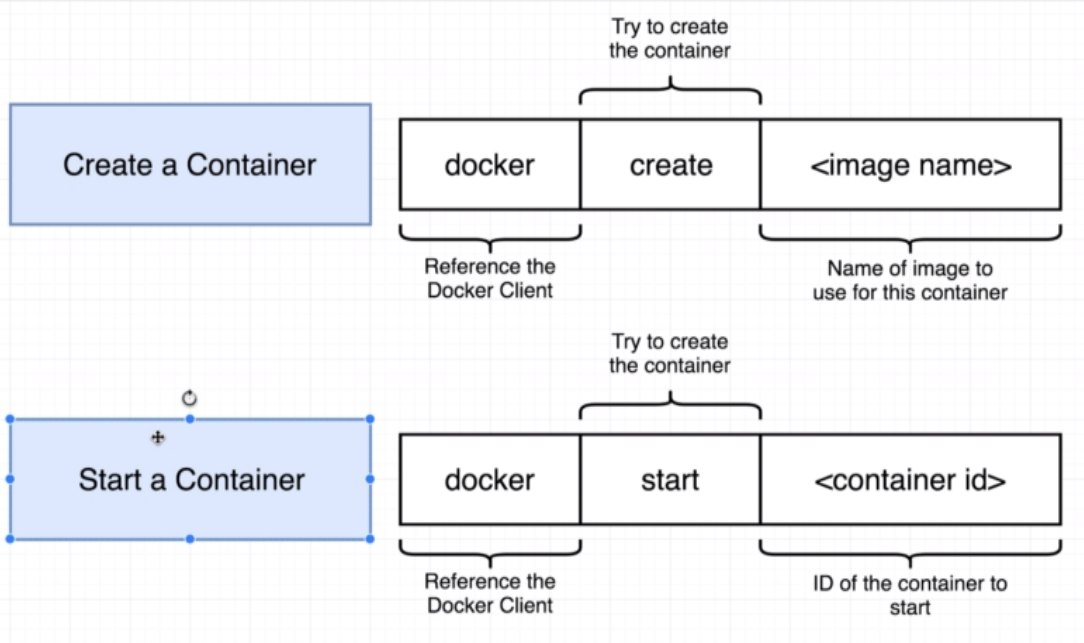 Try to create
the container
Create a Container
docker
create
<image name>
Reference the
Docker Client
Name of image to
use for this container
Try to create
the container
Start a Container
docker
start
<container id>
Reference the
Docker Client
ID of the container to
start